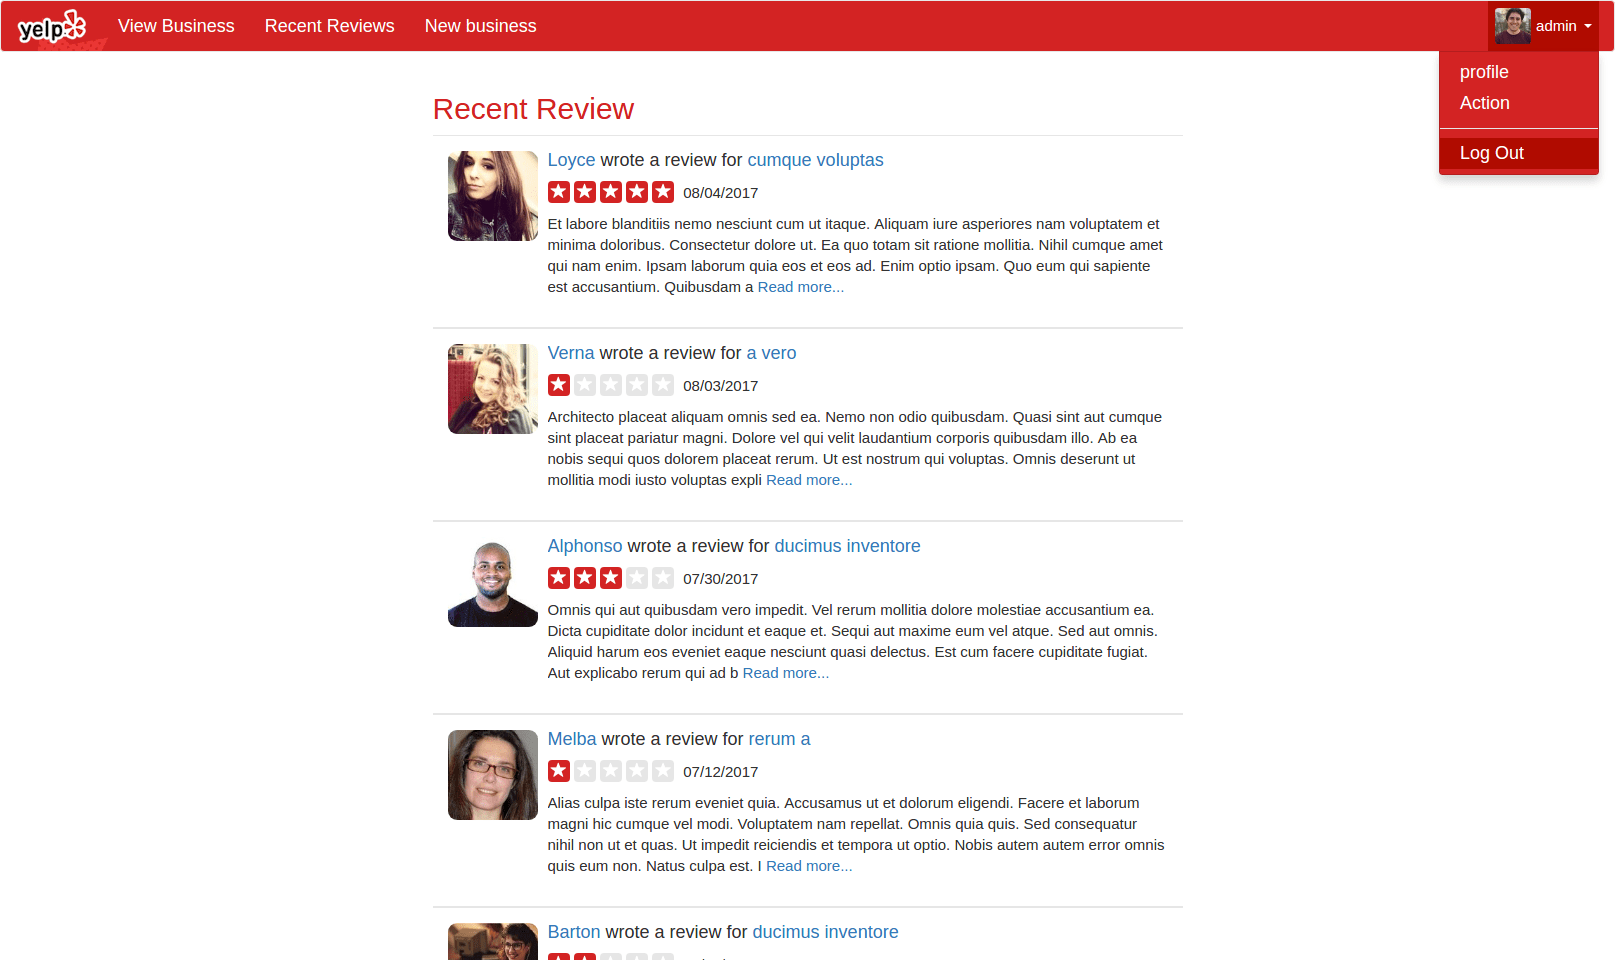 yelp View Business Recent Reviews New business admin
profile
Action
Log Out
Recent Review
Loyce wrote a review for cumque voluptas
08/04/2017
Et labore blanditiis nemo nesciunt cum ut itaque. Aliquam iure asperiores nam voluptatem et
minima doloribus. Consectetur dolore ut. Ea quo totam sit ratione mollitia. Nihil cumque amet
qui nam enim. Ipsam laborum quia eos et eos ad. Enim optio ipsam. Quo eum qui sapiente
est accusantium. Quibusdam a Read more...
Verna wrote a review for a vero
08/03/2017
Architecto placeat aliquam omnis sed ea. Nemo non odio quibusdam. Quasi sint aut cumque
sint placeat pariatur magni. Dolore vel qui velit laudantium corporis quibusdam illo. Ab ea
nobis sequi quos dolorem placeat rerum. Ut est nostrum qui voluptas. Omnis deserunt ut
mollitia modi iusto voluptas expli Read more...
Alphonso wrote a review for ducimus inventore
07/30/2017
Omnis qui aut quibusdam vero impedit. Vel rerum mollitia dolore molestiae accusantium ea.
Dicta cupiditate dolor incidunt et eaque et. Sequi aut maxime eum vel atque. Sed aut omnis.
Aliquid harum eos eveniet eaque nesciunt quasi delectus. Est cum facere cupiditate fugiat.
Aut explicabo rerum qui ad b Read more...
Melba wrote a review for rerum a
07/12/2017
Alias culpa iste rerum eveniet quia. Accusamus ut et dolorum eligendi. Facere et laborum
magni hic cumque vel modi. Voluptatem nam repellat. Omnis quia quis. Sed consequatur
nihil non ut et quas. Ut impedit reiciendis et tempora ut optio. Nobis autem autem error omnis
quis eum non. Natus culpa est. I Read more...
Barton wrote a review for ducimus inventore